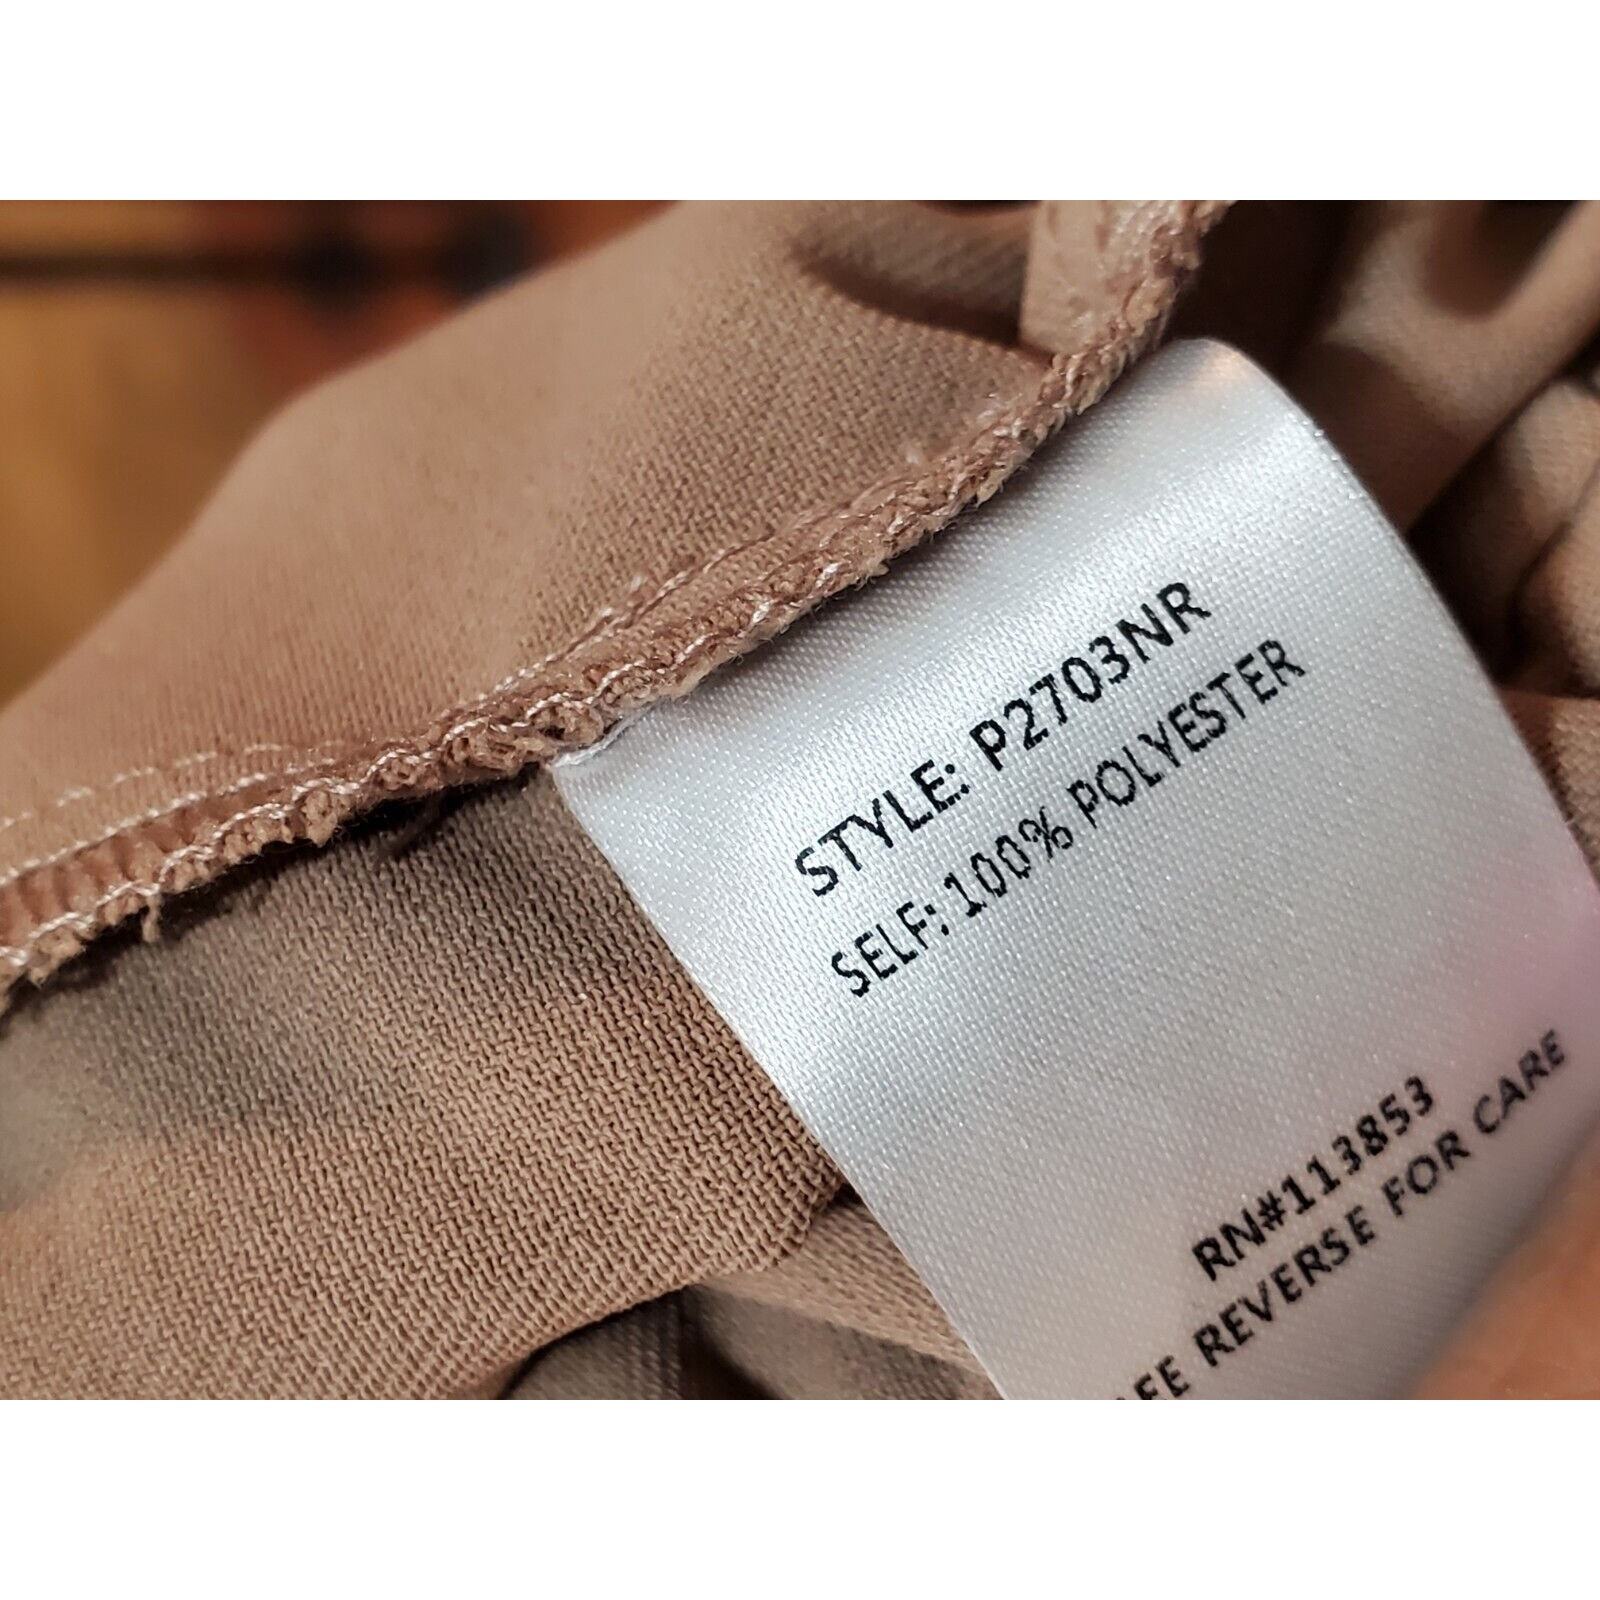 STYLE: P2703NR
SELF: 100% POLYESTER
RN#113853
REVERSE FOR CARE